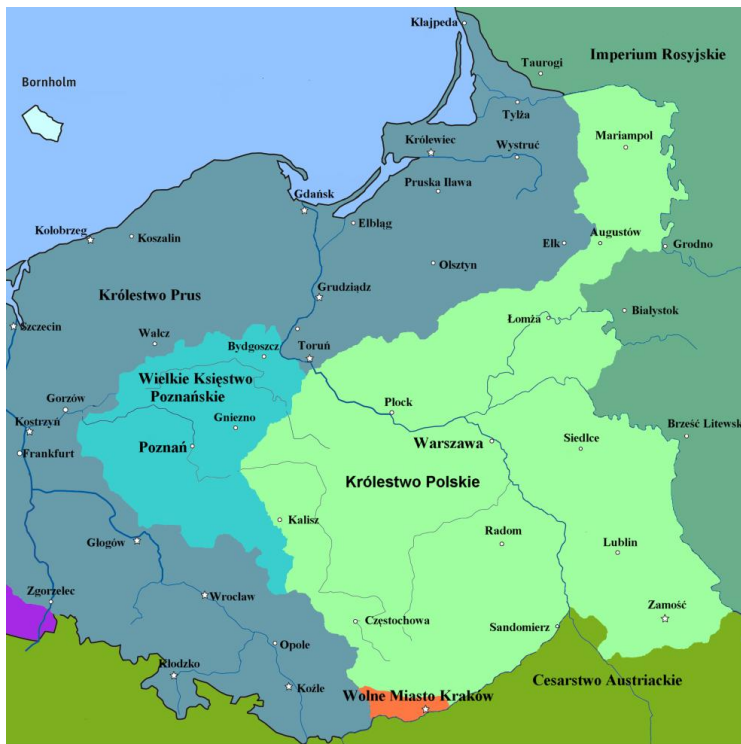 Kłajpeda
Imperium Rosyjskie
Taurogi
Bornholm
Tylża
Mariampol
Królewiec
Wystruć
Pruska Iława
Gdańsk
Elbląg
Kołobrzeg
Koszalin
Augustów
Ełk
Grodno
Olsztyn
Królestwo Prus
Grudziądz
Szczecin
Łomża
Białystok
Wałcz
Bydgoszcz
Toruń
Wielkie Księstwo
Poznańskie
Gorzów
Płock
Kostrzyń
Gniezno
Brześć Litewsk
Poznań
Warszawa
Siedlce
Frankfurt
Królestwo Polskie
Kalisz
Głogów
Radom
Lublin
Zgorzelec
Wrocław
Zamość
Częstochowa
Sandomierz
Opole
Kłodzko
Koźle
Cesarstwo Austriackie
Wolne Miasto Kraków